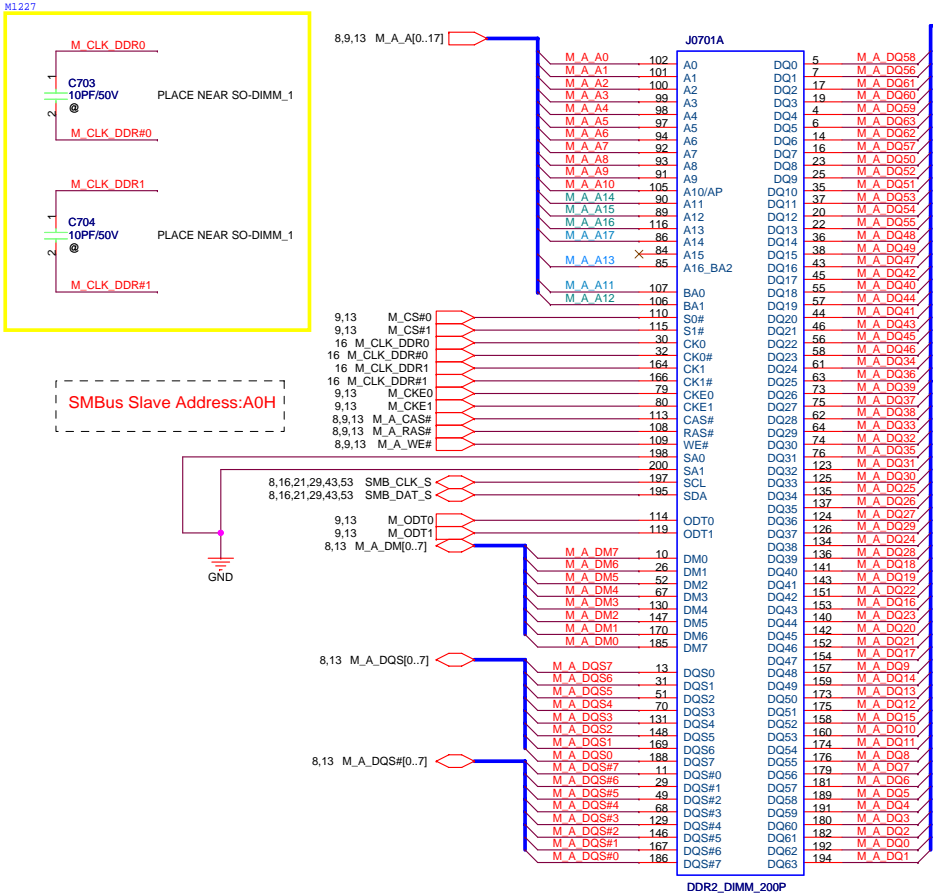 M1227
M_CLK_DDR0
1
C703
10PF/50V
@
2
PLACE NEAR SO-DIMM_1
M_CLK_DDR#0
M_CLK_DDR1
1
C704
10PF/50V
@
2
PLACE NEAR SO-DIMM_1
M_CLK_DDR#1
SMBus Slave Address:A0H
GND
8,9,13 M_A_A[0..17]
J0701A
M_A_A0 102 A0
M_A_A1 101 A1
M_A_A2 100 A2
M_A_A3 99 A3
M_A_A4 98 A4
M_A_A5 97 A5
M_A_A6 94 A6
M_A_A7 92 A7
M_A_A8 93 A8
M_A_A9 91 A9
M_A_A10 105 A10/AP
M_A_A14 90 A11
M_A_A15 89 A12
M_A_A16 116 A13
M_A_A17 86 A14
84 A15
M_A_A13 85 A16_BA2
M_A_A11 107 BA0
M_A_A12 106 BA1
9,13 M_CS#0 110 S0#
9,13 M_CS#1 115 S1#
16 M_CLK_DDR0 30 CK0
16 M_CLK_DDR#0 32 CK0#
16 M_CLK_DDR1 164 CK1
16 M_CLK_DDR#1 166 CK1#
9,13 M_CKE0 79 CKE0
9,13 M_CKE1 80 CKE1
8,9,13 M_A_CAS# 113 CAS#
8,9,13 M_A_RAS# 108 RAS#
8,9,13 M_A_WE# 109 WE#
198 SA0
200 SA1
8,16,21,29,43,53 SMB_CLK_S 197 SCL
8,16,21,29,43,53 SMB_DAT_S 195 SDA
9,13 M_ODT0 114 ODT0
9,13 M_ODT1 119 ODT1
8,13 M_A_DM[0..7]
M_A_DM7 10 DM0
M_A_DM6 26 DM1
M_A_DM5 52 DM2
M_A_DM4 67 DM3
M_A_DM3 130 DM4
M_A_DM2 147 DM5
M_A_DM1 170 DM6
M_A_DM0 185 DM7
8,13 M_A_DQS[0..7]
M_A_DQS7 13 DQS0
M_A_DQS6 31 DQS1
M_A_DQS5 51 DQS2
M_A_DQS4 70 DQS3
M_A_DQS3 131 DQS4
M_A_DQS2 148 DQS5
M_A_DQS1 169 DQS6
M_A_DQS0 188 DQS7
8,13 M_A_DQS#[0..7]
M_A_DQS#7 11 DQS#0
M_A_DQS#6 29 DQS#1
M_A_DQS#5 49 DQS#2
M_A_DQS#4 68 DQS#3
M_A_DQS#3 129 DQS#4
M_A_DQS#2 146 DQS#5
M_A_DQS#1 167 DQS#6
M_A_DQS#0 186 DQS#7
DQ0 5 M_A_DQ58
DQ1 7 M_A_DQ56
DQ2 17 M_A_DQ61
DQ3 19 M_A_DQ60
DQ4 4 M_A_DQ59
DQ5 6 M_A_DQ63
DQ6 14 M_A_DQ62
DQ7 16 M_A_DQ57
DQ8 23 M_A_DQ50
DQ9 25 M_A_DQ52
DQ10 35 M_A_DQ51
DQ11 37 M_A_DQ53
DQ12 20 M_A_DQ54
DQ13 22 M_A_DQ55
DQ14 36 M_A_DQ48
DQ15 38 M_A_DQ49
DQ16 43 M_A_DQ47
DQ17 45 M_A_DQ42
DQ18 55 M_A_DQ40
DQ19 57 M_A_DQ44
DQ20 44 M_A_DQ41
DQ21 46 M_A_DQ43
DQ22 56 M_A_DQ45
DQ23 58 M_A_DQ46
DQ24 61 M_A_DQ34
DQ25 63 M_A_DQ36
DQ26 73 M_A_DQ39
DQ27 75 M_A_DQ37
DQ28 62 M_A_DQ38
DQ29 64 M_A_DQ33
DQ30 74 M_A_DQ32
DQ31 76 M_A_DQ35
DQ32 123 M_A_DQ31
DQ33 125 M_A_DQ30
DQ34 135 M_A_DQ25
DQ35 137 M_A_DQ26
DQ36 124 M_A_DQ27
DQ37 126 M_A_DQ29
DQ38 134 M_A_DQ24
DQ39 136 M_A_DQ28
DQ40 141 M_A_DQ18
DQ41 143 M_A_DQ19
DQ42 151 M_A_DQ22
DQ43 153 M_A_DQ16
DQ44 140 M_A_DQ23
DQ45 142 M_A_DQ20
DQ46 152 M_A_DQ21
DQ47 154 M_A_DQ17
DQ48 157 M_A_DQ9
DQ49 159 M_A_DQ14
DQ50 173 M_A_DQ13
DQ51 175 M_A_DQ12
DQ52 158 M_A_DQ15
DQ53 160 M_A_DQ10
DQ54 174 M_A_DQ11
DQ55 176 M_A_DQ8
DQ56 179 M_A_DQ7
DQ57 181 M_A_DQ6
DQ58 189 M_A_DQ5
DQ59 191 M_A_DQ4
DQ60 180 M_A_DQ3
DQ61 182 M_A_DQ2
DQ62 192 M_A_DQ0
DQ63 194 M_A_DQ1
DDR2_DIMM_200P